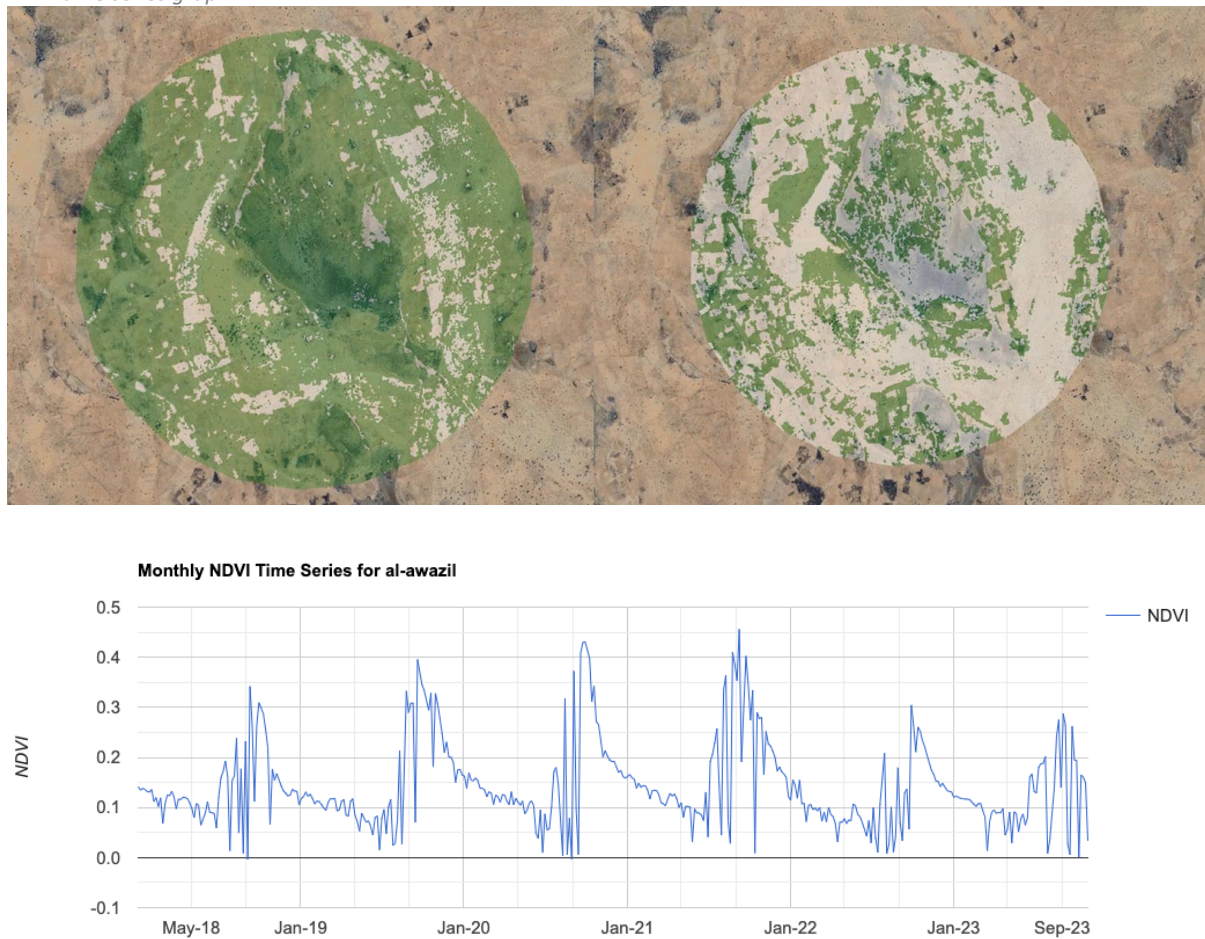 Monthly NDVI Time Series for al-awazil
0.5
NDVI
0.4
0.3
0.2
0.1
0.0
-0.1
NDVI
May-18
Jan-19
Jan-20
Jan-21
Jan-22
Jan-23
Sep-23